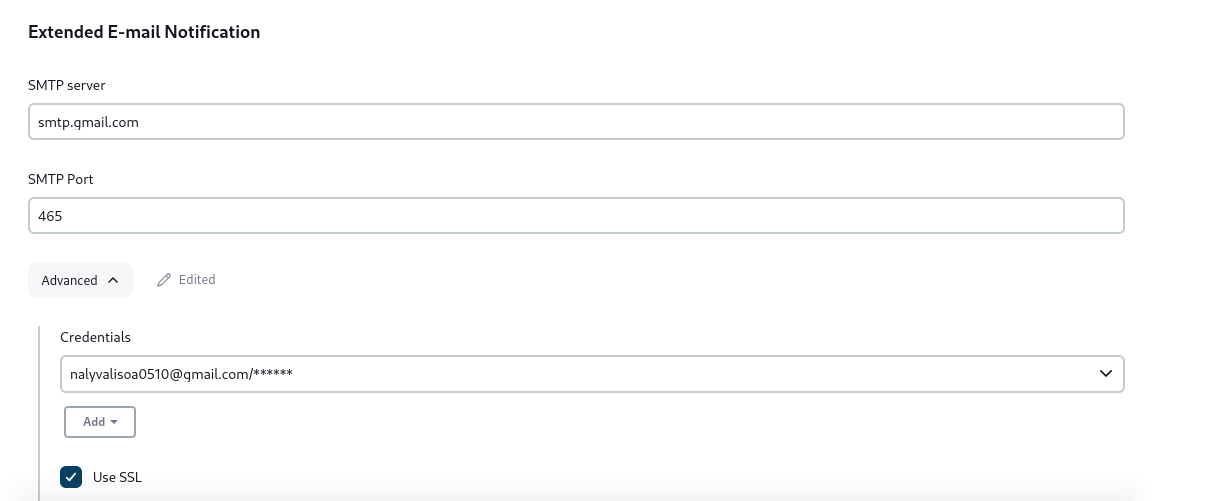 Extended E-mail Notification
SMTP server
smtp.gmail.com
SMTP Port
465
Advanced
Edited
Credentials
nalyvalisoa0510@gmail.com/******
Add
Use SSL